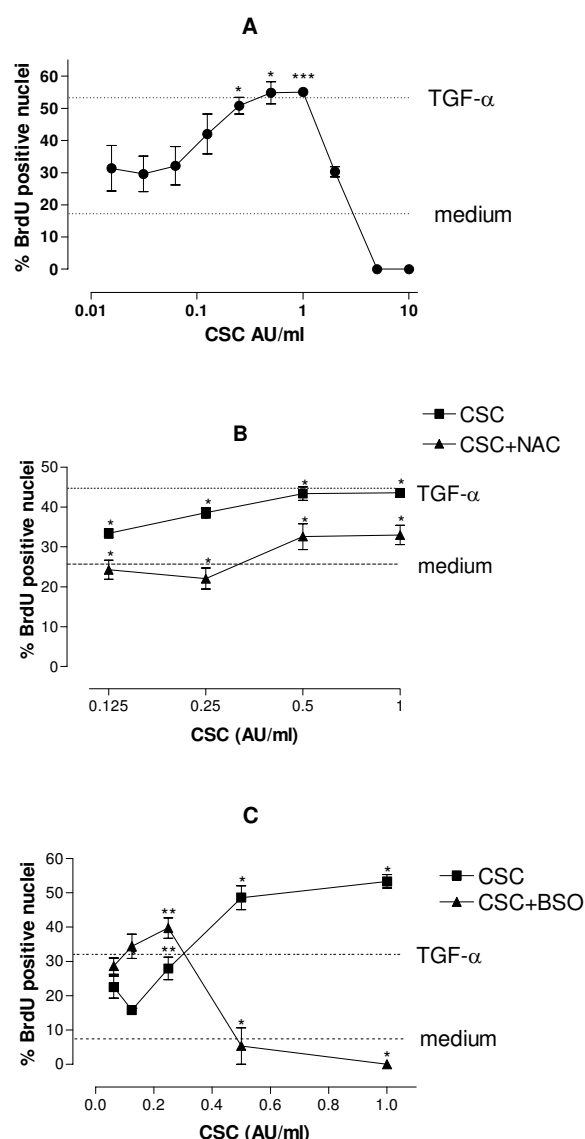 A
% BrdU positive nuclei
60
50
40
30
20
10
0
* * ***
TGF-α
medium
0.01 0.1 1 10
CSC AU/ml
B
CSC
CSC+NAC
% BrdU positive nuclei
50
40
30
20
10
0
* * * *
* * * *
TGF-α
medium
0.125 0.25 0.5 1
CSC (AU/ml)
C
CSC
CSC+BSO
% BrdU positive nuclei
60
50
40
30
20
10
0
** * *
** * *
TGF-α
medium
0.0 0.2 0.4 0.6 0.8 1.0
CSC (AU/ml)